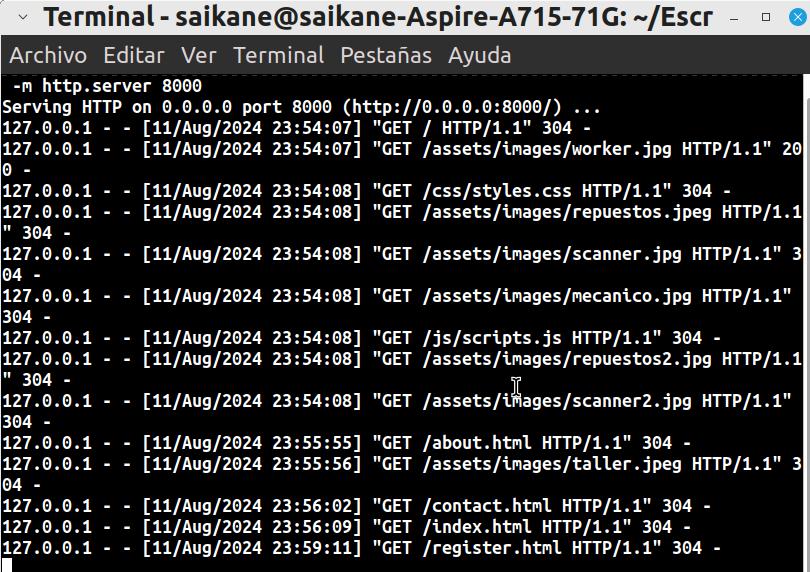 Terminal - saikane@saikane-Aspire-A715-71G: ~/Escr
Archivo Editar Ver Terminal Pestañas Ayuda
-m http.server 8000
Serving HTTP on 0.0.0.0 port 8000 (http://0.0.0.0:8000/) ...
127.0.0.1 - - [11/Aug/2024 23:54:07] "GET / HTTP/1.1" 304 -
127.0.0.1 - - [11/Aug/2024 23:54:07] "GET /assets/images/worker.jpg HTTP/1.1" 20
0 -
127.0.0.1 - - [11/Aug/2024 23:54:08] "GET /css/styles.css HTTP/1.1" 304 -
127.0.0.1 - - [11/Aug/2024 23:54:08] "GET /assets/images/repuestos.jpeg HTTP/1.1
" 304 -
127.0.0.1 - - [11/Aug/2024 23:54:08] "GET /assets/images/scanner.jpg HTTP/1.1" 3
04 -
127.0.0.1 - - [11/Aug/2024 23:54:08] "GET /assets/images/mecanico.jpg HTTP/1.1"
304 -
127.0.0.1 - - [11/Aug/2024 23:54:08] "GET /js/scripts.js HTTP/1.1" 304 -
127.0.0.1 - - [11/Aug/2024 23:54:08] "GET /assets/images/repuestos2.jpg HTTP/1.1
" 304 -
127.0.0.1 - - [11/Aug/2024 23:54:08] "GET /assets/images/scanner2.jpg HTTP/1.1"
304 -
127.0.0.1 - - [11/Aug/2024 23:55:55] "GET /about.html HTTP/1.1" 304 -
127.0.0.1 - - [11/Aug/2024 23:55:56] "GET /assets/images/taller.jpeg HTTP/1.1" 3
04 -
127.0.0.1 - - [11/Aug/2024 23:56:02] "GET /contact.html HTTP/1.1" 304 -
127.0.0.1 - - [11/Aug/2024 23:56:09] "GET /index.html HTTP/1.1" 304 -
127.0.0.1 - - [11/Aug/2024 23:59:11] "GET /register.html HTTP/1.1" 304 -